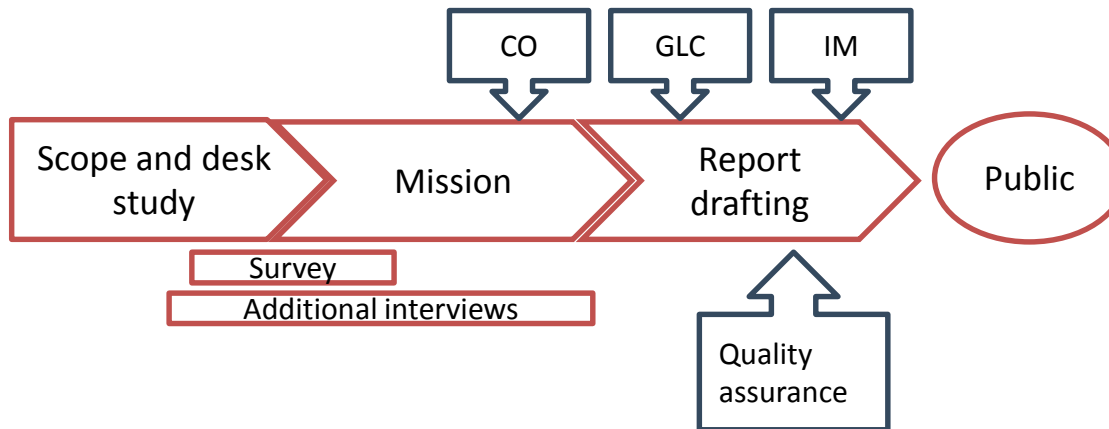 CO
GLC
IM
Scope and desk
study
Mission
Report
drafting
Public
Survey
Additional interviews
Quality
assurance